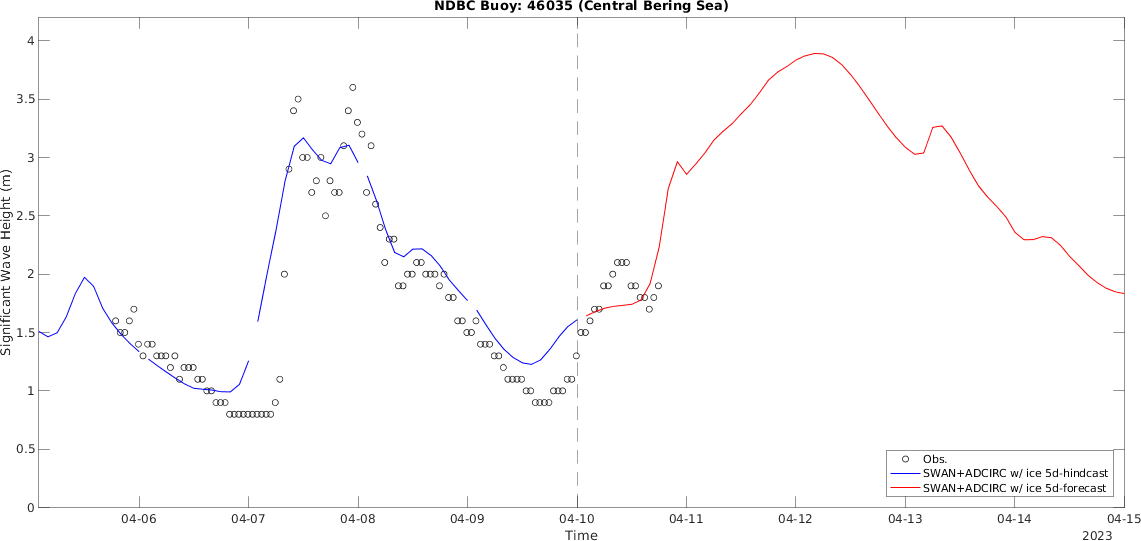 NDBC Buoy: 46035 (Central Bering Sea)
4
3.5
3
2.5
2
1.5
1
0.5
0
Significant Wave Height (m)
Obs.
SWAN+ADCIRC w/ ice 5d-hindcast
SWAN+ADCIRC w/ ice 5d-forecast
04-06 04-07 04-08 04-09 04-10 04-11 04-12 04-13 04-14 04-15
Time
2023